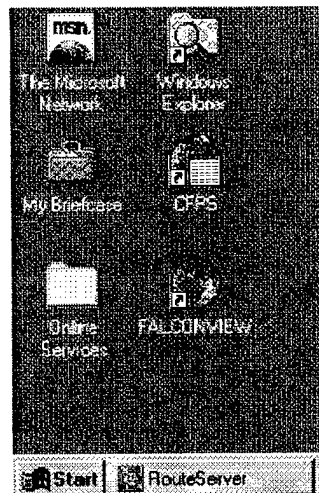 msn.
The Microsoft
Network
Windows
Explorer
My Briefcase
CFPS
Online
Services
FALCONVIEW
Start
RouteServer